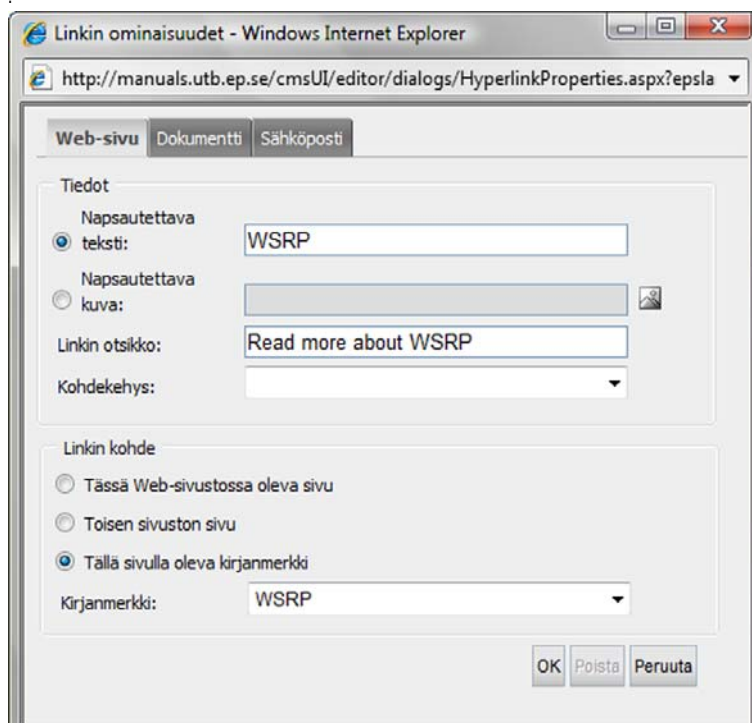 Linkin ominaisuudet - Windows Internet Explorer
http://manuals.utb.ep.se/cmsUI/editor/dialogs/HyperlinkProperties.aspx?epsla
Web-sivu Dokumentti Sähköposti
Tiedot
Napsautettava
teksti: WSRP
Napsautettava
kuva:
Linkin otsikko: Read more about WSRP
Kohdekehys:
Linkin kohde
Tässä Web-sivustossa oleva sivu
Toisen sivuston sivu
Tällä sivulla oleva kirjanmerkki
Kirjanmerkki: WSRP
OK Poista Peruuta